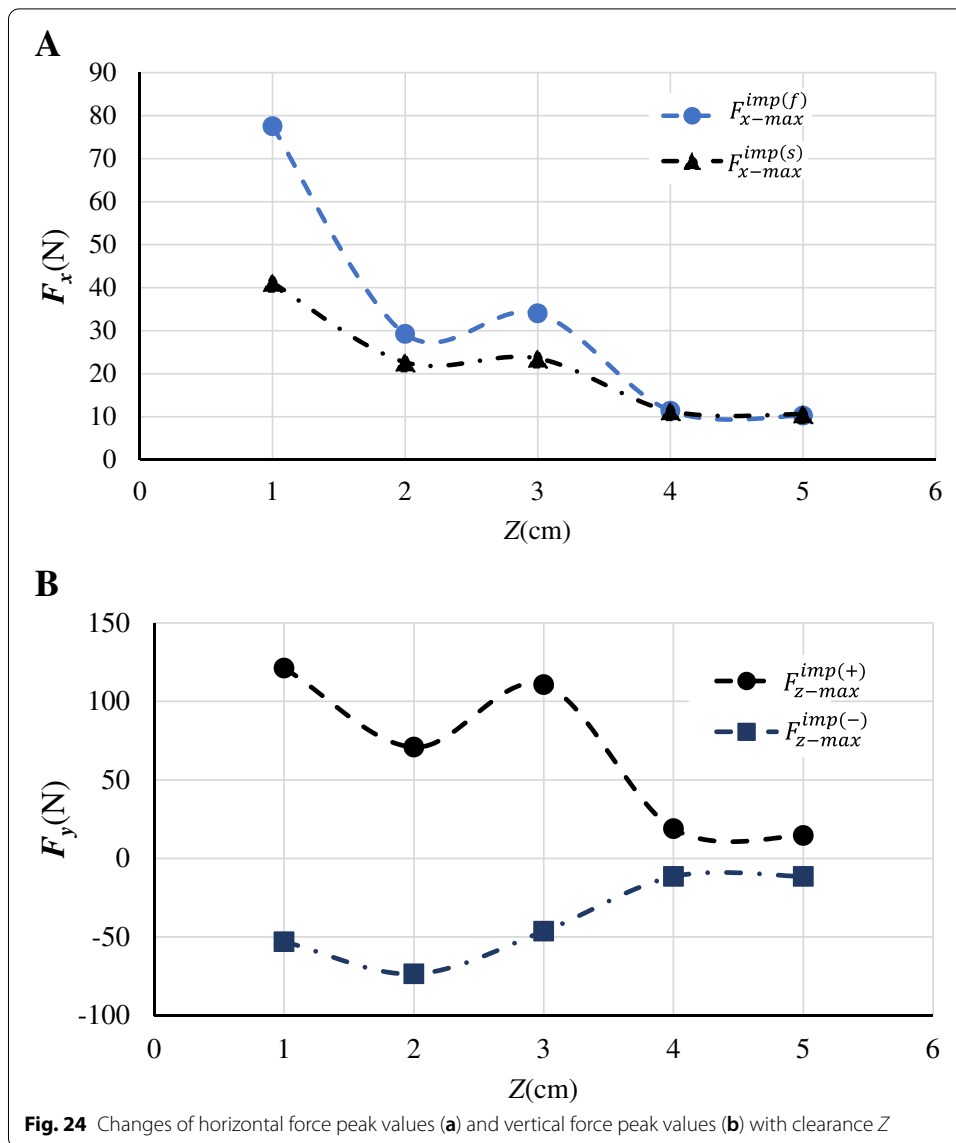 A
90
80
70
60
50
40
30
20
10
0
F_x(N)
F_{x-max}^{imp(f)}
F_{x-max}^{imp(s)}
0 1 2 3 4 5 6
Z(cm)
B
150
100
50
0
-50
-100
F_y(N)
F_{z-max}^{imp(+)}
F_{z-max}^{imp(-)}
0 1 2 3 4 5 6
Z(cm)
Fig. 24 Changes of horizontal force peak values (a) and vertical force peak values (b) with clearance Z